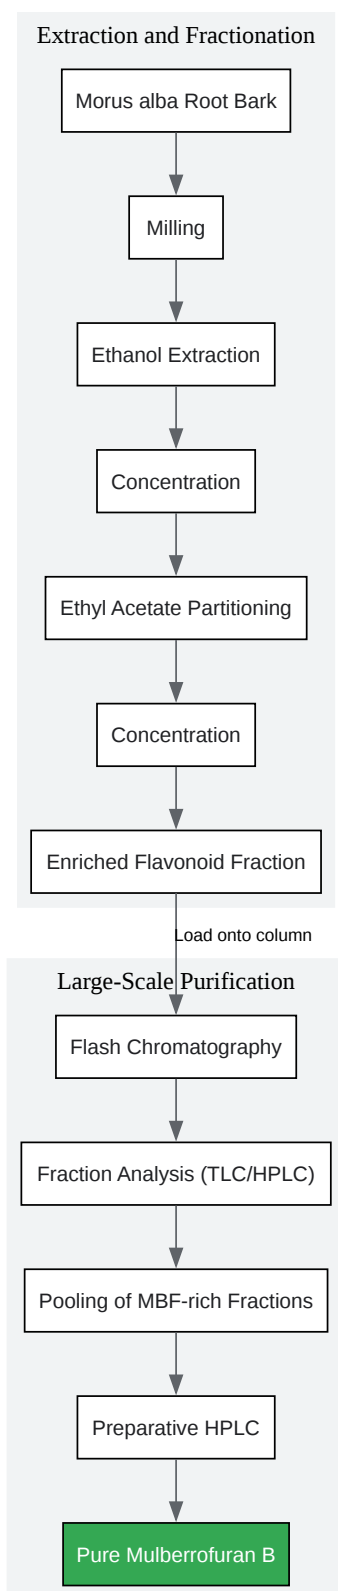 Extraction and Fractionation
Morus alba Root Bark
Milling
Ethanol Extraction
Concentration
Ethyl Acetate Partitioning
Concentration
Enriched Flavonoid Fraction
Load onto column
Large-Scale Purification
Flash Chromatography
Fraction Analysis (TLC/HPLC)
Pooling of MBF-rich Fractions
Preparative HPLC
Pure Mulberrofuran B